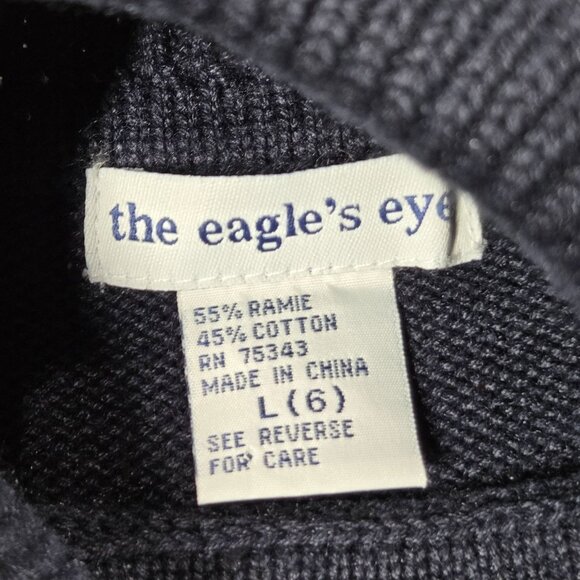 the eagle's eye
55% RAMIE
45% COTTON
RN 75343
MADE IN CHINA
L (6)
SEE REVERSE
FOR CARE